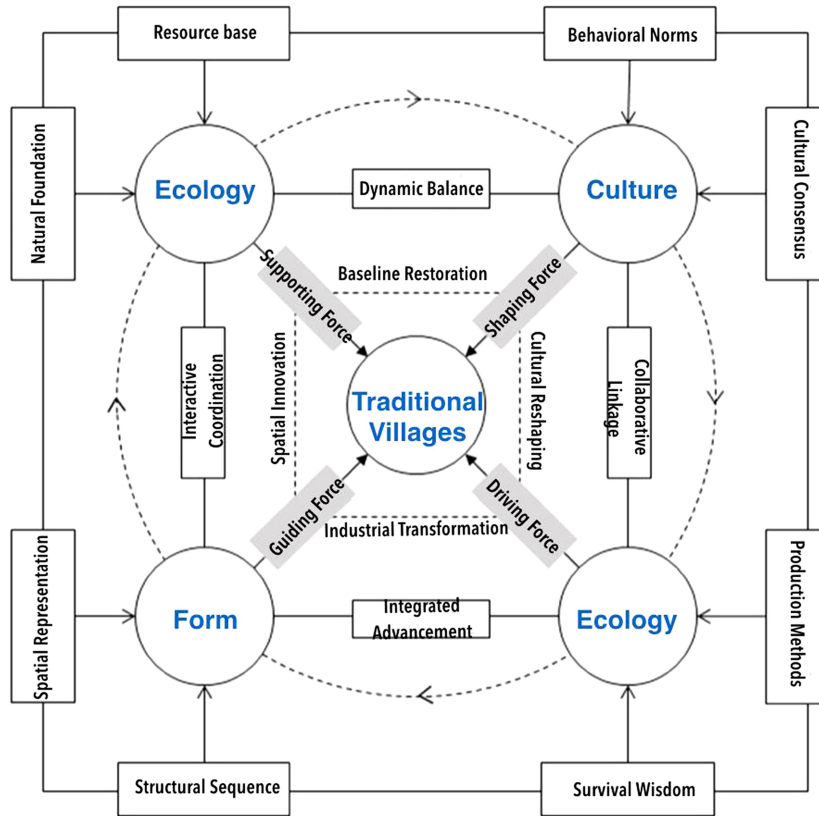 Resource base
Behavioral Norms
Natural Foundation
Cultural Consensus
Ecology
Dynamic Balance
Culture
Supporting Force
Baseline Restoration
Shaping Force
Interactive
Coordination
Spatial Innovation
Traditional
Villages
Cultural Reshaping
Collaborative
Linkage
Guiding Force
Industrial Transformation
Driving Force
Spatial Representation
Form
Integrated
Advancement
Ecology
Production Methods
Structural Sequence
Survival Wisdom